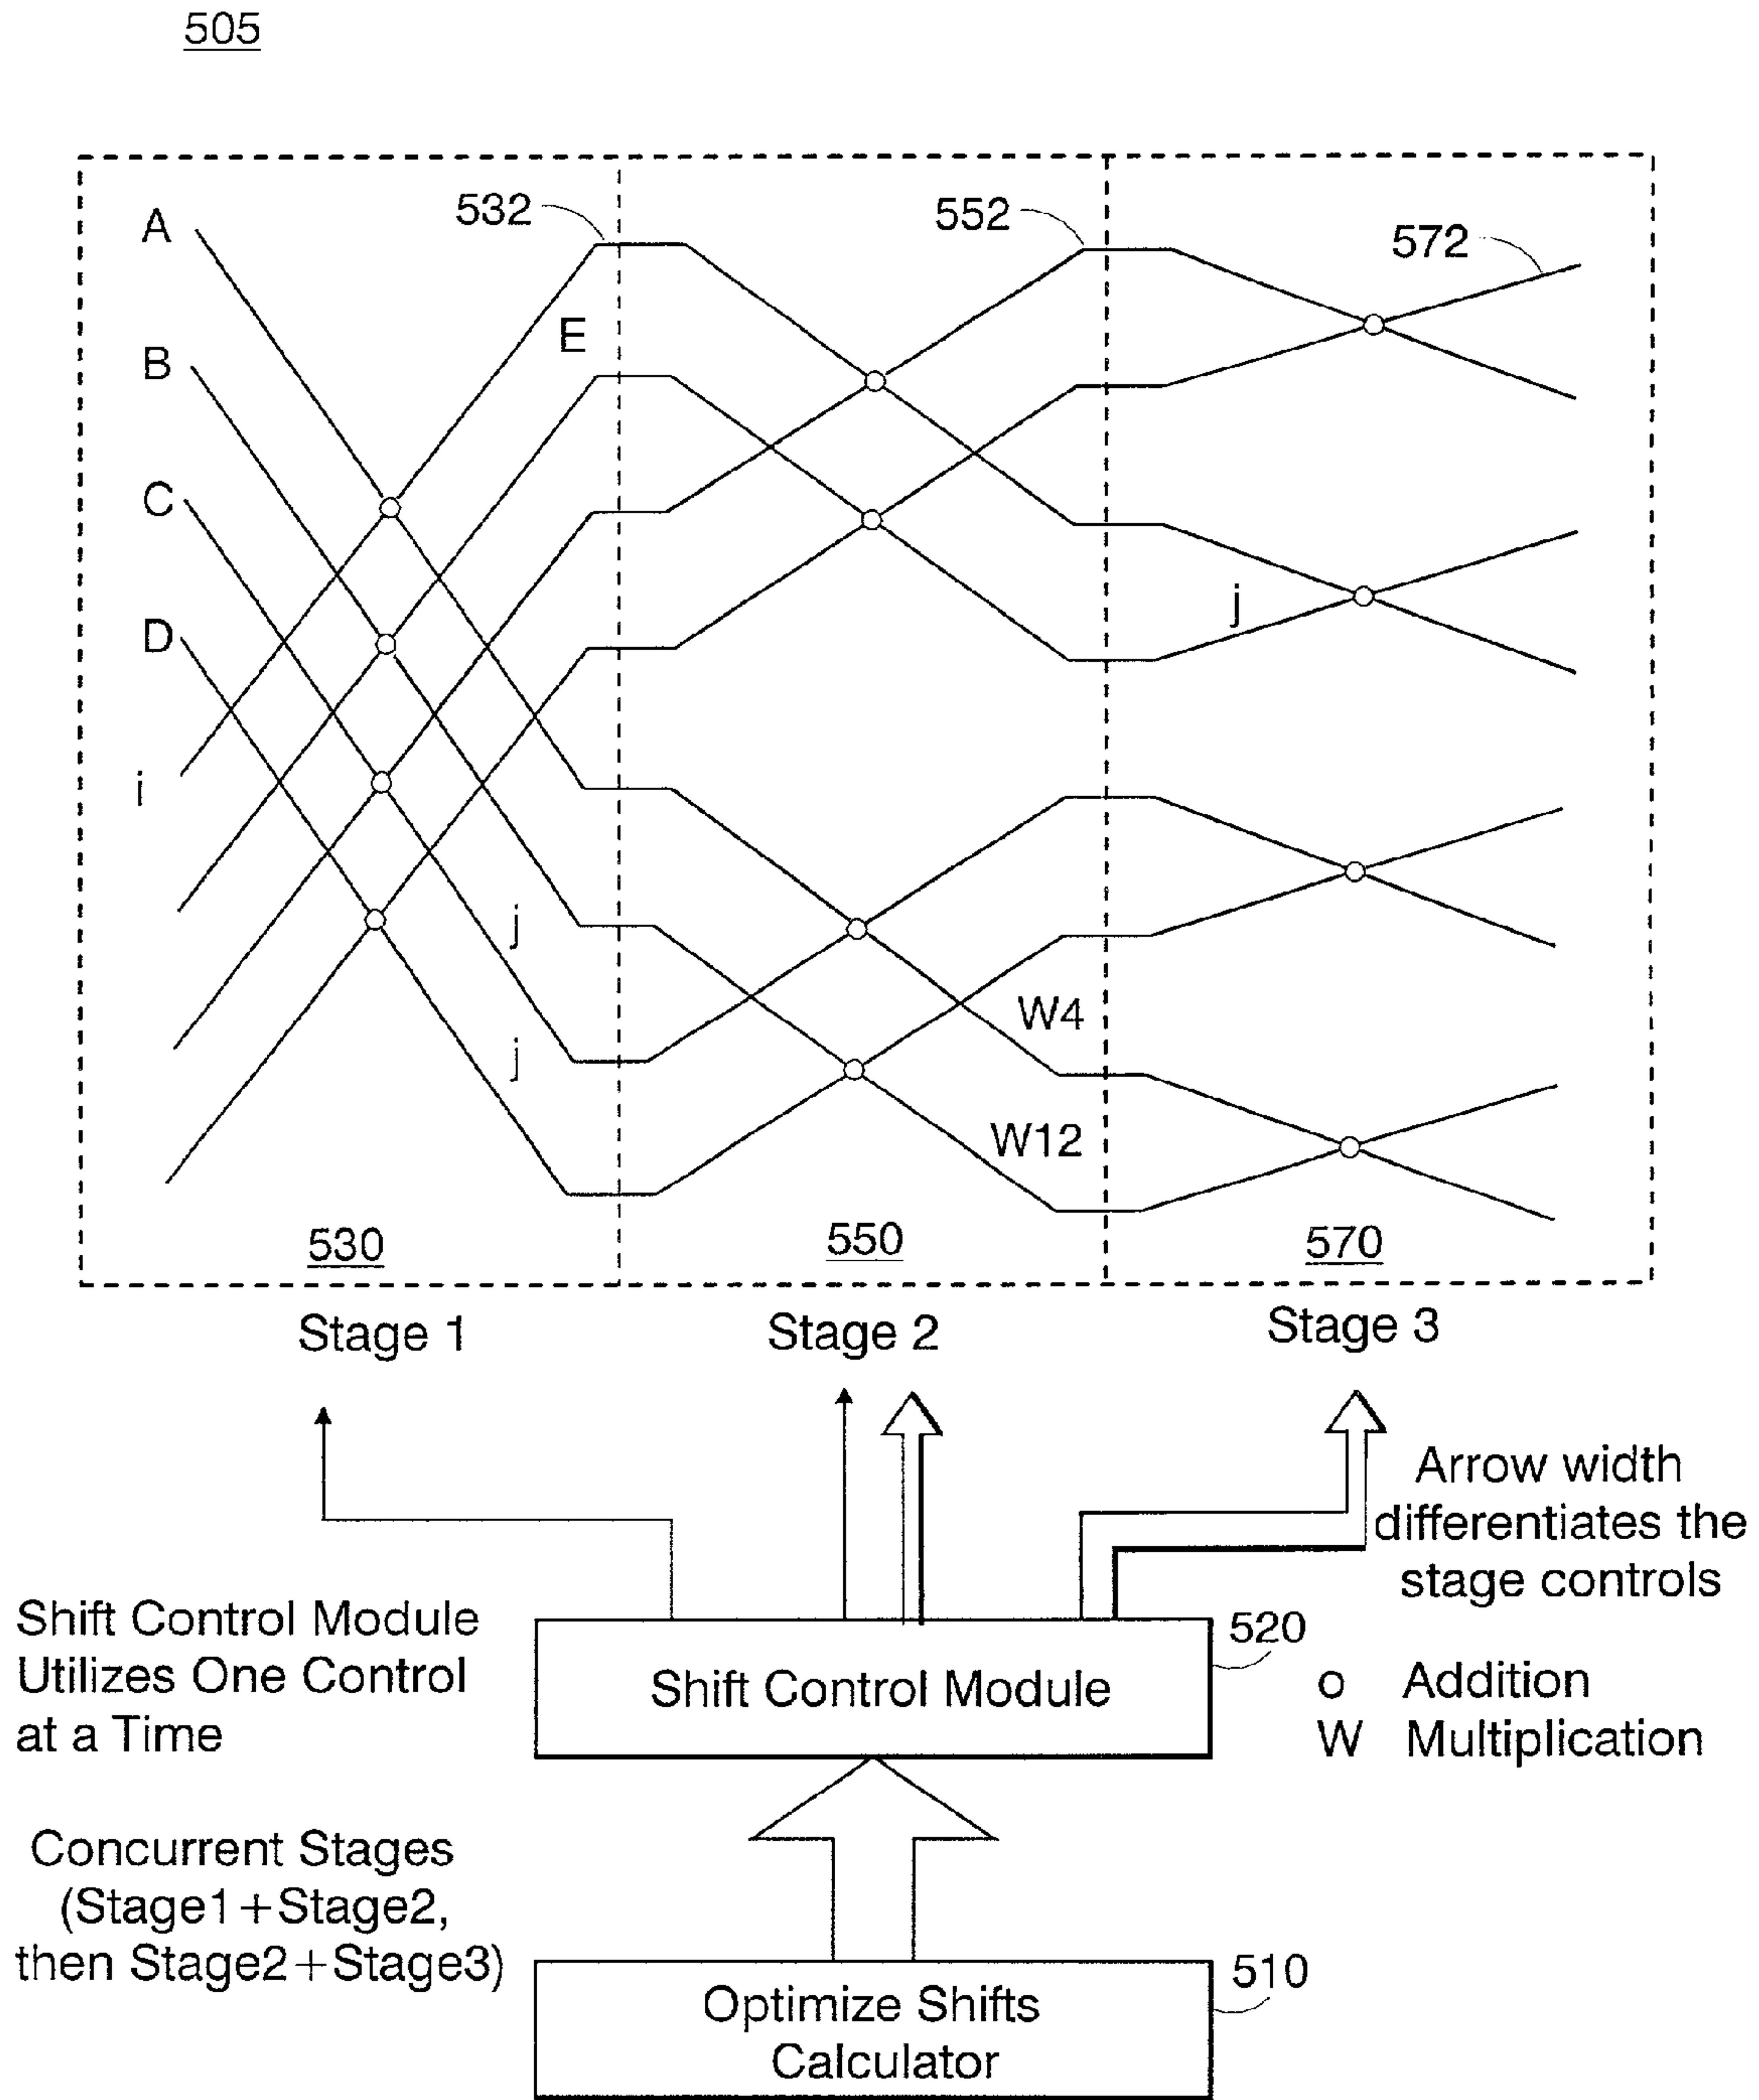 505
A
532
552
572
E
B
C
D
j
i
j
j
W4
W12
530
550
570
Stage 1
Stage 2
Stage 3
Arrow width
differentiates the
stage controls
Shift Control Module
Utilizes One Control
at a Time
520
Shift Control Module
o Addition
W Multiplication
Concurrent Stages
(Stage1+Stage2,
then Stage2+Stage3)
510
Optimize Shifts
Calculator